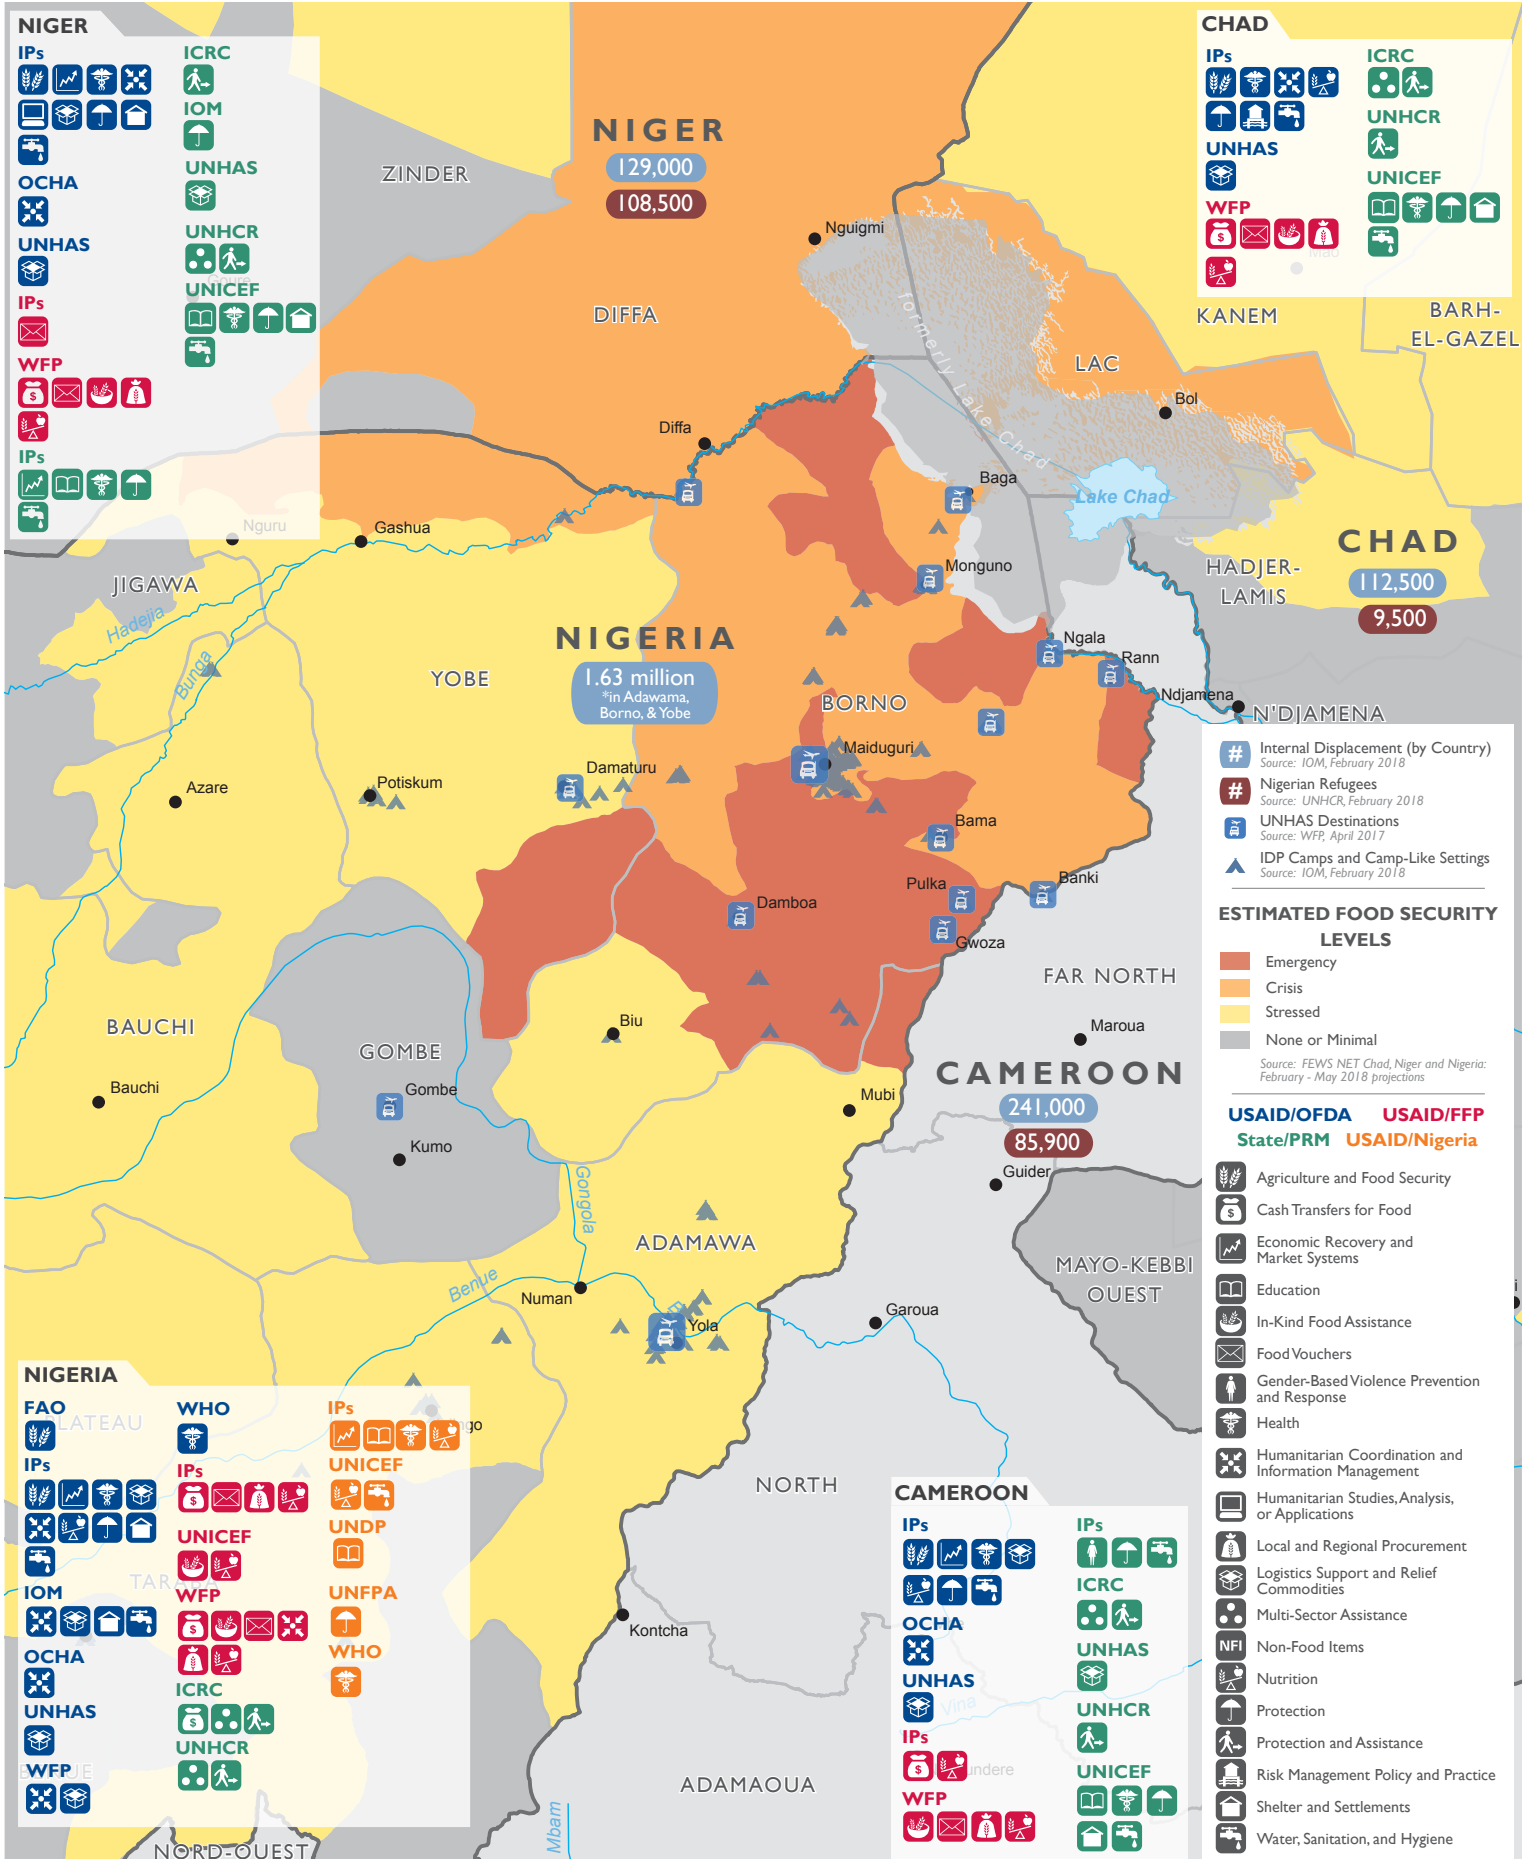 NIGER
IPs
OCHA
UNHAS
IPs
WFP
IPs
ICRC
IOM
UNHAS
UNHCR
UNICEF
Goure
CHAD
IPs
UNHAS
WFP
ICRC
UNHCR
UNICEF
Mao
ZINDER
NIGER
129,000
108,500
Nguigmi
DIFFA
formerly Lake Chad
LAC
KANEM
BARH-
EL-GAZEL
Bol
Diffa
Baga
Lake Chad
Nguru
Gashua
JIGAWA
Hadejia
Bunga
Monguno
HADJER-
LAMIS
CHAD
112,500
9,500
NIGERIA
1.63 million
*in Adawama,
Borno, & Yobe
YOBE
BORNO
Ngala
Rann
Ndjamena
N'DJAMENA
Maiduguri
Damaturu
Potiskum
Azare
Bama
Pulka
Banki
Damboa
Gwoza
FAR NORTH
Maroua
BAUCHI
GOMBE
Biu
Bauchi
Gombe
Kumo
Mubi
CAMEROON
241,000
85,900
Guider
Gongola
ADAMAWA
MAYO-KEBBI
OUEST
Benue
Numan
Yola
Garoua
NORTH
Kontcha
ADAMAOUA
Mbam
NORD-OUEST
# Internal Displacement (by Country)
Source: IOM, February 2018
# Nigerian Refugees
Source: UNHCR, February 2018
UNHAS Destinations
Source: WFP, April 2017
IDP Camps and Camp-Like Settings
Source: IOM, February 2018
ESTIMATED FOOD SECURITY
LEVELS
Emergency
Crisis
Stressed
None or Minimal
Source: FEWS NET Chad, Niger and Nigeria:
February - May 2018 projections
USAID/OFDA USAID/FFP
State/PRM USAID/Nigeria
Agriculture and Food Security
Cash Transfers for Food
Economic Recovery and
Market Systems
Education
In-Kind Food Assistance
Food Vouchers
Gender-Based Violence Prevention
and Response
Health
Humanitarian Coordination and
Information Management
Humanitarian Studies, Analysis,
or Applications
Local and Regional Procurement
Logistics Support and Relief
Commodities
Multi-Sector Assistance
NFI Non-Food Items
Nutrition
Protection
Protection and Assistance
Risk Management Policy and Practice
Shelter and Settlements
Water, Sanitation, and Hygiene
NIGERIA
FAO
PLATEAU
IPs
TARABA
IOM
OCHA
UNHAS
WFP
WHO
IPs
UNICEF
WFP
ICRC
UNHCR
IPs
UNICEF
UNDP
UNFPA
WHO
CAMEROON
IPs
OCHA
UNHAS
Vina
IPs
WFP
IPs
ICRC
UNHAS
UNHCR
UNICEF